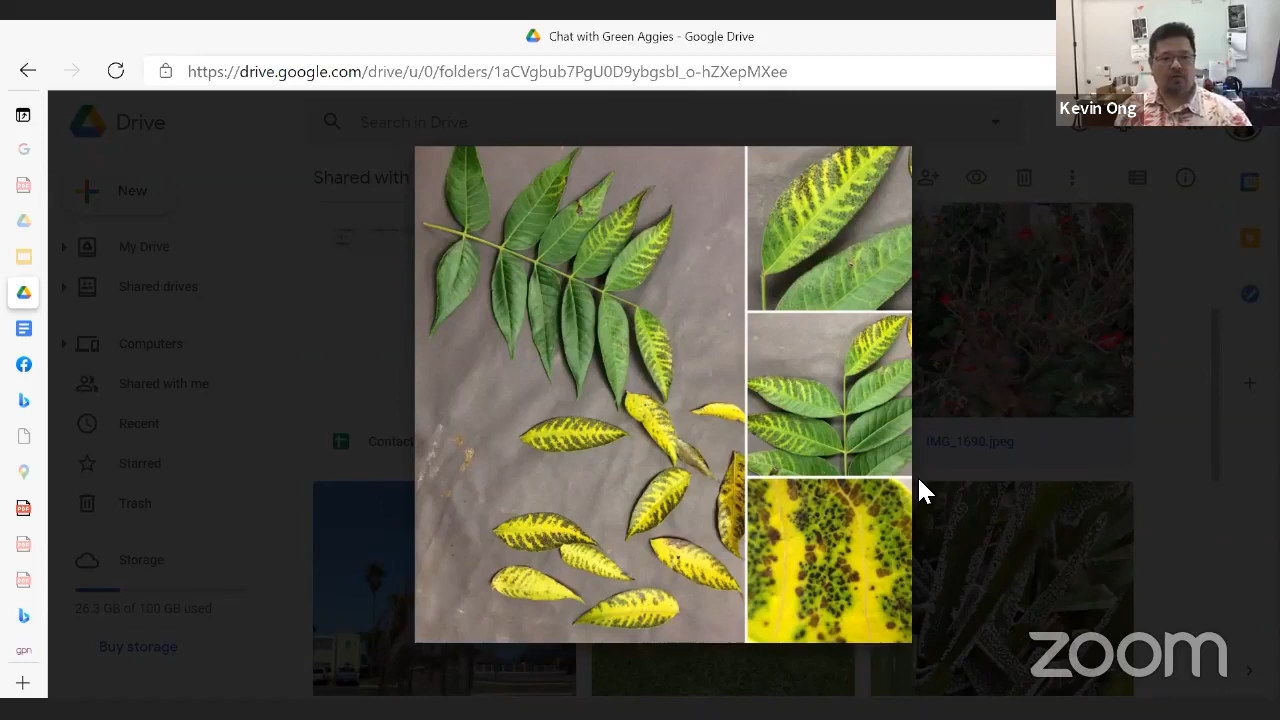 Chat with Green Aggies - Google Drive
https://drive.google.com/drive/u/0/folders/1aCVgbub7PgU0D9ybgsbI_o-hZXepMXee
Kevin Ong
Drive
Search in Drive
New
Shared with
My Drive
Shared drives
Computers
Shared with me
Recent
Starred
Trash
Storage
26.3 GB of 100 GB used
Buy storage
Contact
IMG_1690.jpeg
gpn
zoom